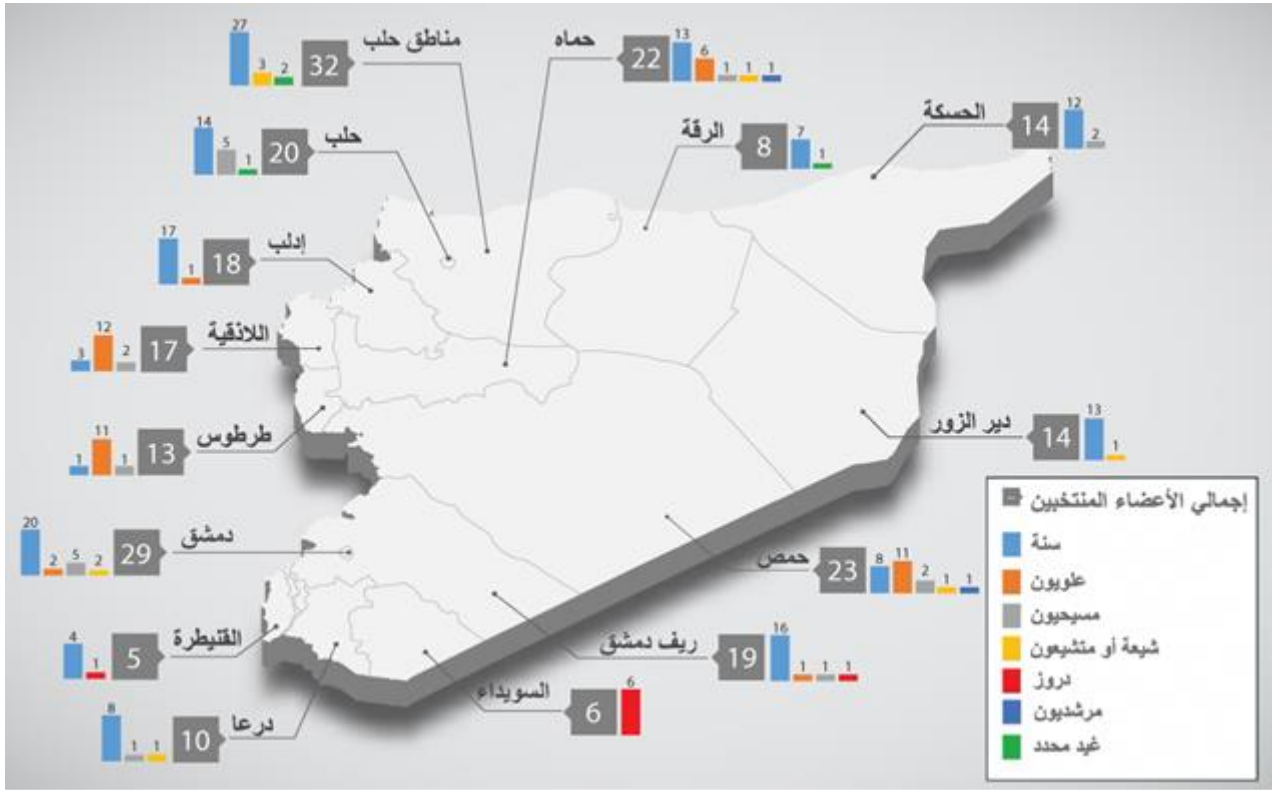 27 3 2 32 مناطق حلب
حماه 22 13 6 1 1 1
14 5 1 20 حلب
الرقة 8 7 1
الحسكة 14 12 2
17 1 18 إدلب
3 12 2 17 اللاذقية
1 11 1 13 طرطوس
دير الزور 14 13 1
20 2 5 2 29 دمشق
حمص 23 8 11 2 1 1
4 1 5 القنيطرة
ريف دمشق 19 16 1 1 1
السويداء 6 6
8 1 1 10 درعا
إجمالي الأعضاء المنتخبين
سنة
علويون
مسيحيون
شيعة أو متشيعون
دروز
مرشديون
غيد محدد